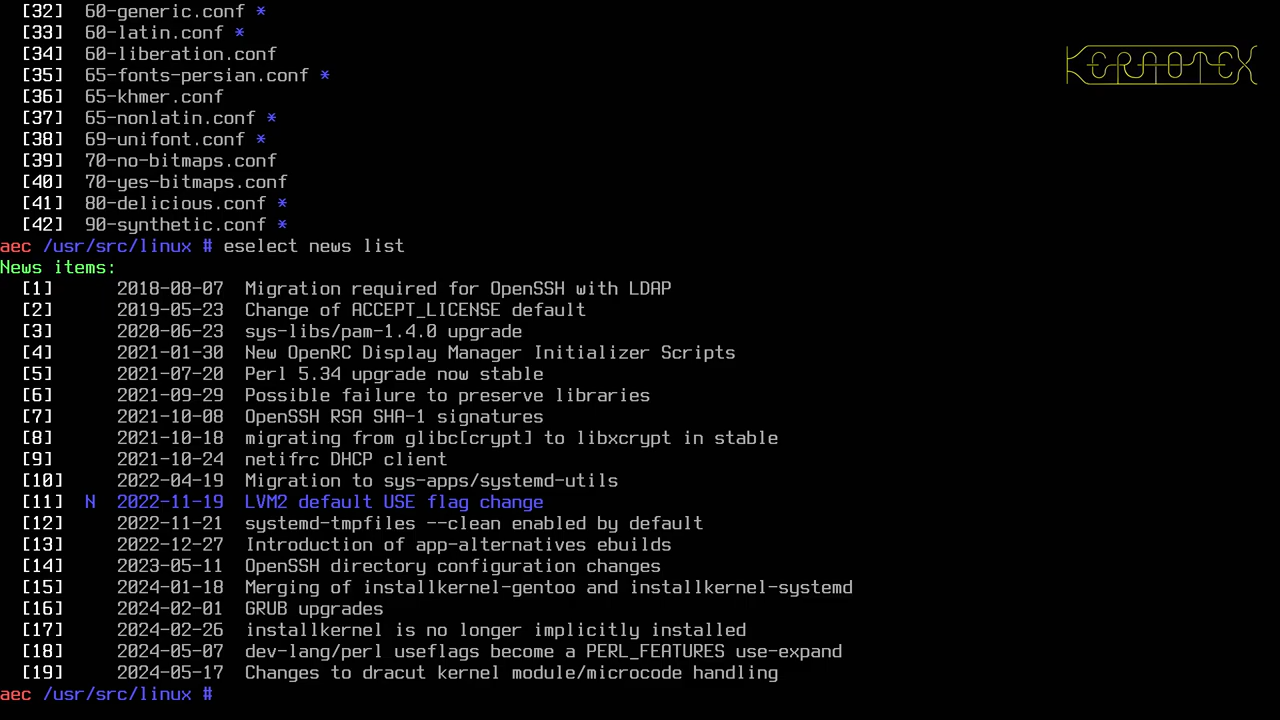 [32]  60-generic.conf *
[33]  60-latin.conf *
[34]  60-liberation.conf
[35]  65-fonts-persian.conf *
[36]  65-khmer.conf
[37]  65-nonlatin.conf *
[38]  69-unifont.conf *
[39]  70-no-bitmaps.conf
[40]  70-yes-bitmaps.conf
[41]  80-delicious.conf *
[42]  90-synthetic.conf *
aec /usr/src/linux # eselect news list
News items:
[1]      2018-08-07  Migration required for OpenSSH with LDAP
[2]      2019-05-23  Change of ACCEPT_LICENSE default
[3]      2020-06-23  sys-libs/pam-1.4.0 upgrade
[4]      2021-01-30  New OpenRC Display Manager Initializer Scripts
[5]      2021-07-20  Perl 5.34 upgrade now stable
[6]      2021-09-29  Possible failure to preserve libraries
[7]      2021-10-08  OpenSSH RSA SHA-1 signatures
[8]      2021-10-18  migrating from glibc[crypt] to libxcrypt in stable
[9]      2021-10-24  netifrc DHCP client
[10]     2022-04-19  Migration to sys-apps/systemd-utils
[11]  N  2022-11-19  LVM2 default USE flag change
[12]     2022-11-21  systemd-tmpfiles --clean enabled by default
[13]     2022-12-27  Introduction of app-alternatives ebuilds
[14]     2023-05-11  OpenSSH directory configuration changes
[15]     2024-01-18  Merging of installkernel-gentoo and installkernel-systemd
[16]     2024-02-01  GRUB upgrades
[17]     2024-02-26  installkernel is no longer implicitly installed
[18]     2024-05-07  dev-lang/perl useflags become a PERL_FEATURES use-expand
[19]     2024-05-17  Changes to dracut kernel module/microcode handling
aec /usr/src/linux #
KERAOTEX